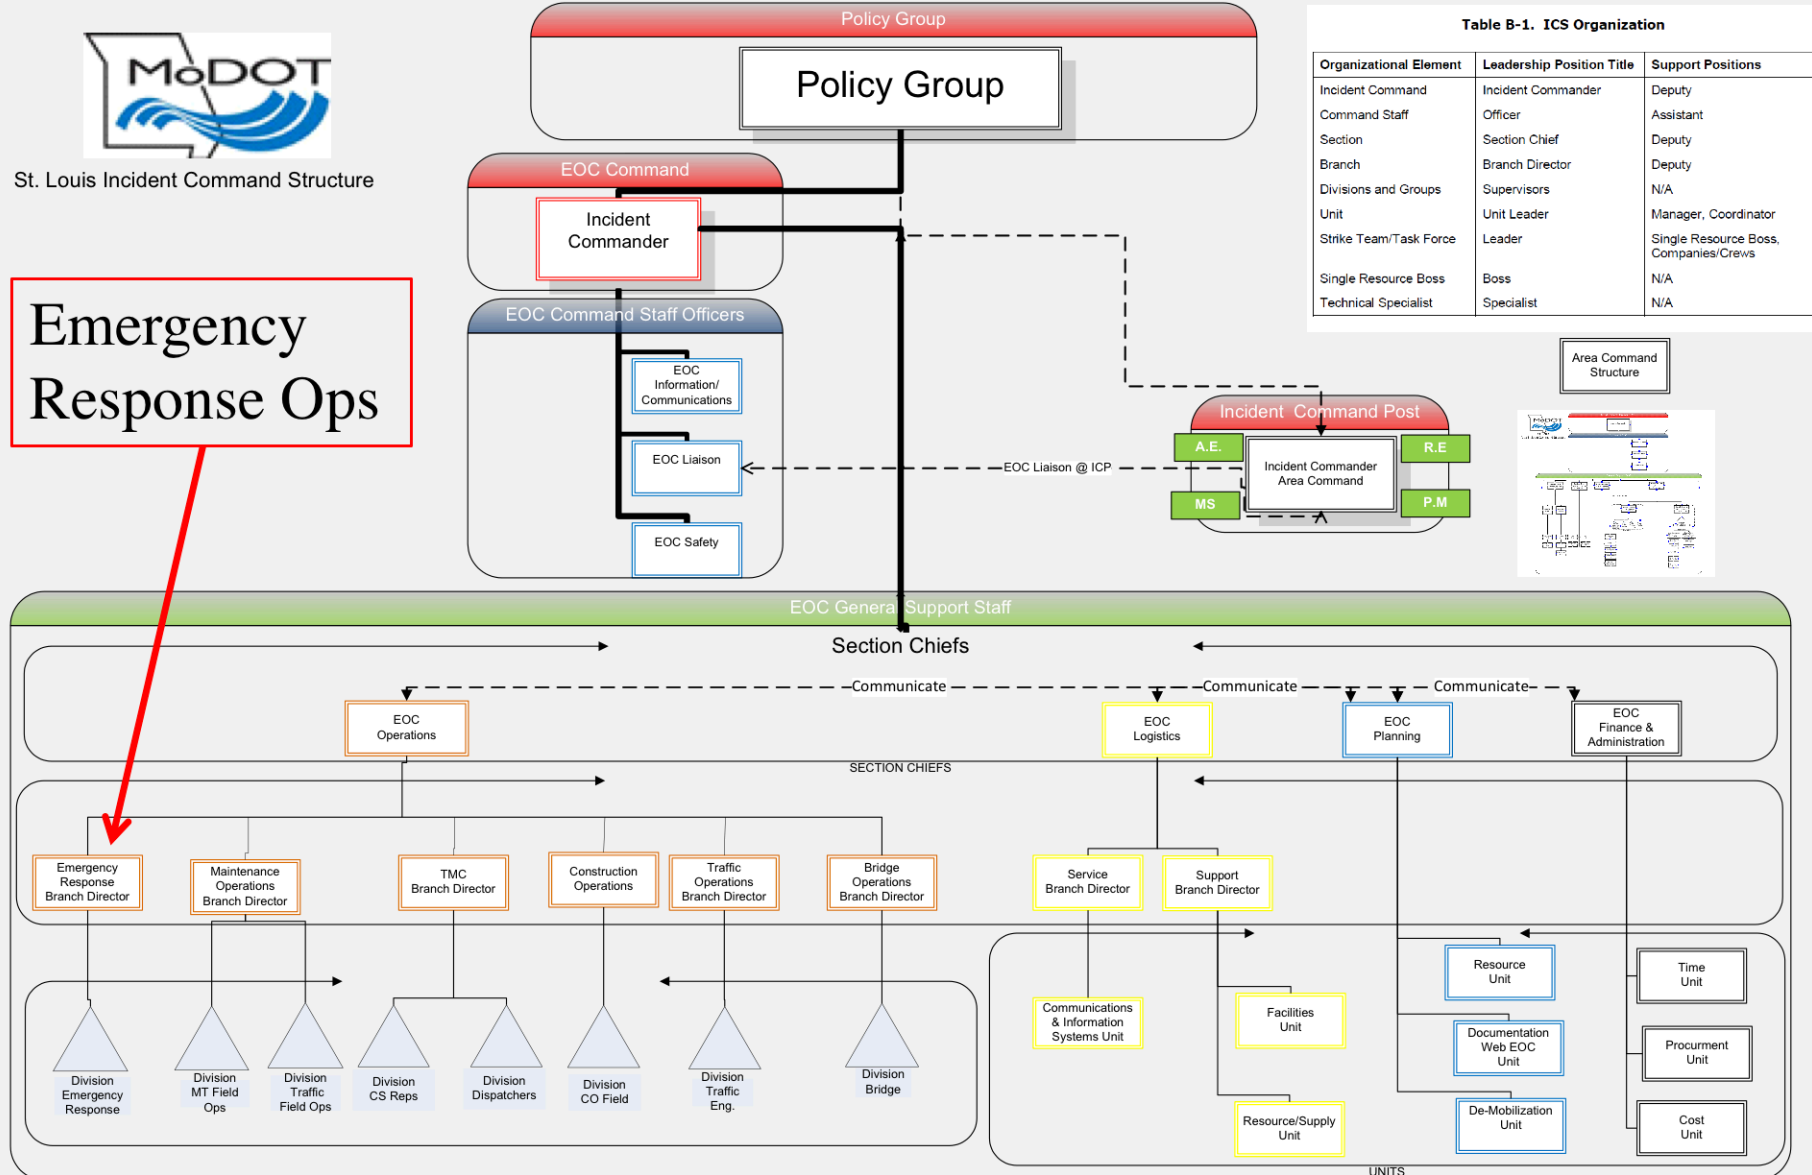 Policy Group
Policy Group
MoDOT
St. Louis Incident Command Structure
Table B-1.  ICS Organization
Organizational Element Leadership Position Title Support Positions
Incident Command Incident Commander Deputy
Command Staff Officer Assistant
Section Section Chief Deputy
Branch Branch Director Deputy
Divisions and Groups Supervisors N/A
Unit Unit Leader Manager, Coordinator
Strike Team/Task Force Leader Single Resource Boss,
Companies/Crews
Single Resource Boss Boss N/A
Technical Specialist Specialist N/A
EOC Command
Incident
Commander
Emergency
Response Ops
EOC Command Staff Officers
EOC
Information/
Communications
EOC Liaison
EOC Safety
Area Command
Structure
Incident  Command Post
A.E.
R.E
Incident Commander
Area Command
MS
P.M
EOC Liaison @ ICP
EOC General Support Staff
Section Chiefs
Communicate
Communicate
Communicate
EOC
Operations
EOC
Logistics
EOC
Planning
EOC
Finance &
Administration
SECTION CHIEFS
Emergency
Response
Branch Director
Maintenance
Operations
Branch Director
TMC
Branch Director
Construction
Operations
Traffic
Operations
Branch Director
Bridge
Operations
Branch Director
Service
Branch Director
Support
Branch Director
Division
Emergency
Response
Division
MT Field
Ops
Division
Traffic
Field Ops
Division
CS Reps
Division
Dispatchers
Division
CO Field
Division
Traffic
Eng.
Division
Bridge
Communications
& Information
Systems Unit
Facilities
Unit
Resource/Supply
Unit
Resource
Unit
Documentation
Web EOC
Unit
De-Mobilization
Unit
Time
Unit
Procurment
Unit
Cost
Unit
UNITS